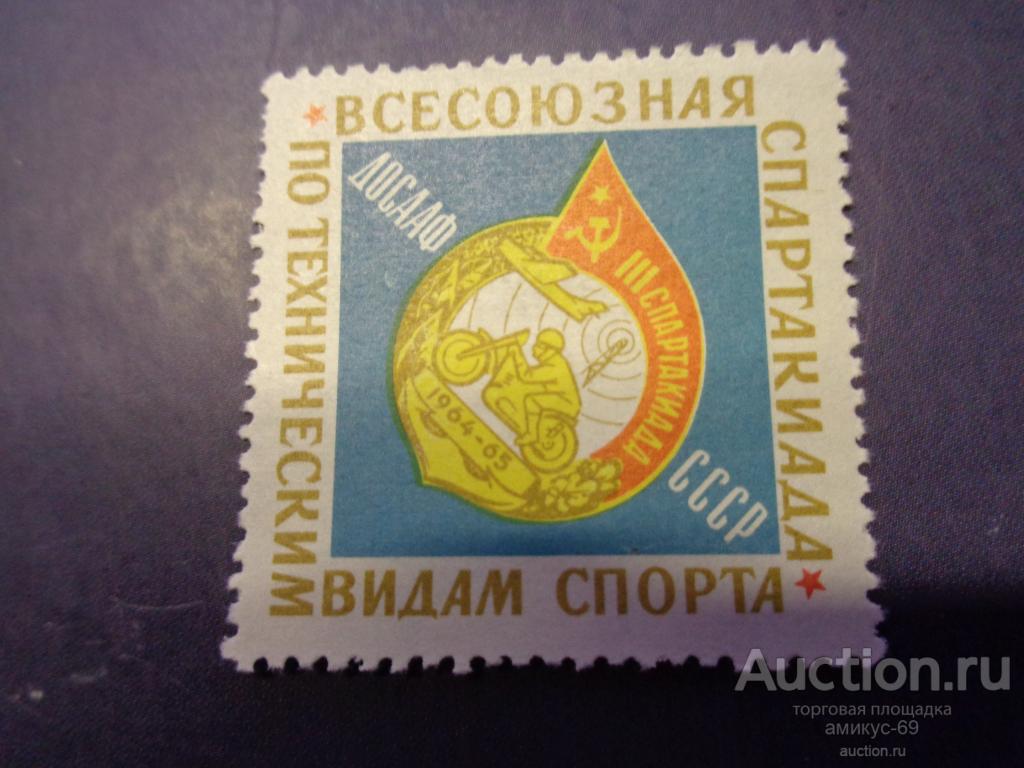 ВСЕСОЮЗНАЯ
СПАРТАКИАДА
ПО ТЕХНИЧЕСКИМ
ВИДАМ СПОРТА
ДОСААФ
III СПАРТАКИАДА
1964-65
СССР
Auction.ru
торговая площадка
амикус-69
auction.ru